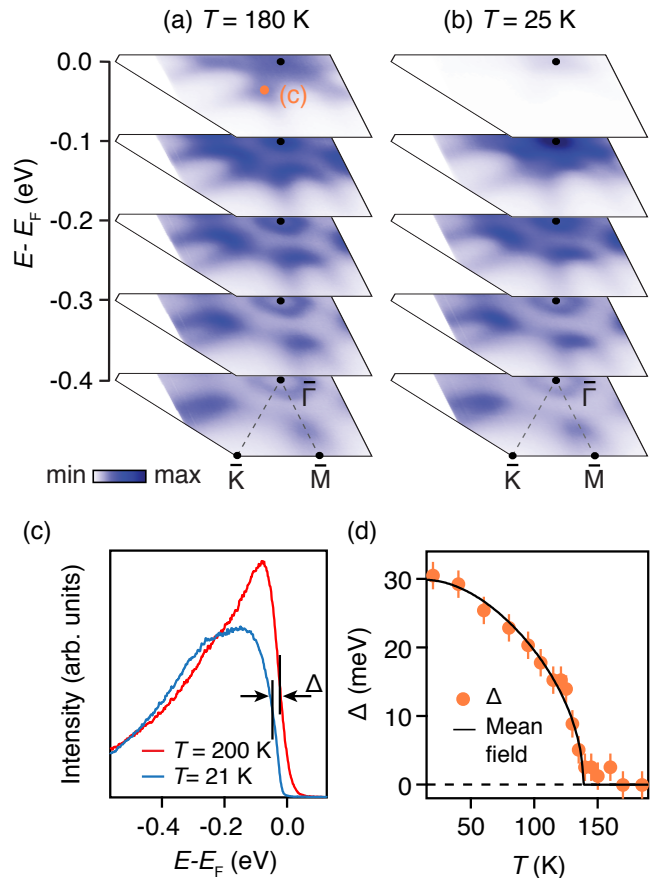 (a) T = 180 K
(b) T = 25 K
0.0
-0.1
-0.2
-0.3
-0.4
E- E_F (eV)
(c)
Γ̅
K̅
M̅
Γ̅
K̅
M̅
min max
(c)
Intensity (arb. units)
Δ
T = 200 K
T= 21 K
-0.4 -0.2 0.0
E-E_F (eV)
(d)
Δ (meV)
30
20
10
0
Δ
Mean
field
50 100 150
T (K)